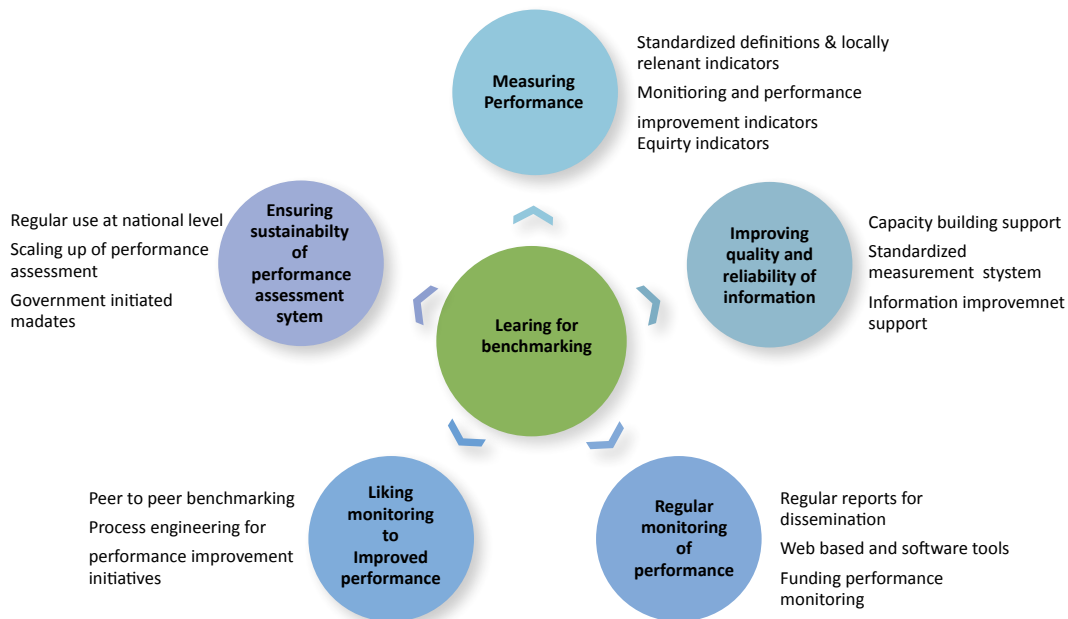 Measuring
Performance
Standardized definitions & locally
relenant indicators
Monitioring and performance
improvement indicators
Equirty indicators
Improving
quality and
reliability of
information
Capacity building support
Standardized
measurement stystem
Information improvemnet
support
Regular
monitoring
of
performance
Regular reports for
dissemination
Web based and software tools
Funding performance
monitoring
Liking
monitoring
to
Improved
performance
Peer to peer benchmarking
Process engineering for
performance improvement
initiatives
Ensuring
sustainabilty
of
performance
assessment
sytem
Regular use at national level
Scaling up of performance
assessment
Government initiated
madates
Learing for
benchmarking